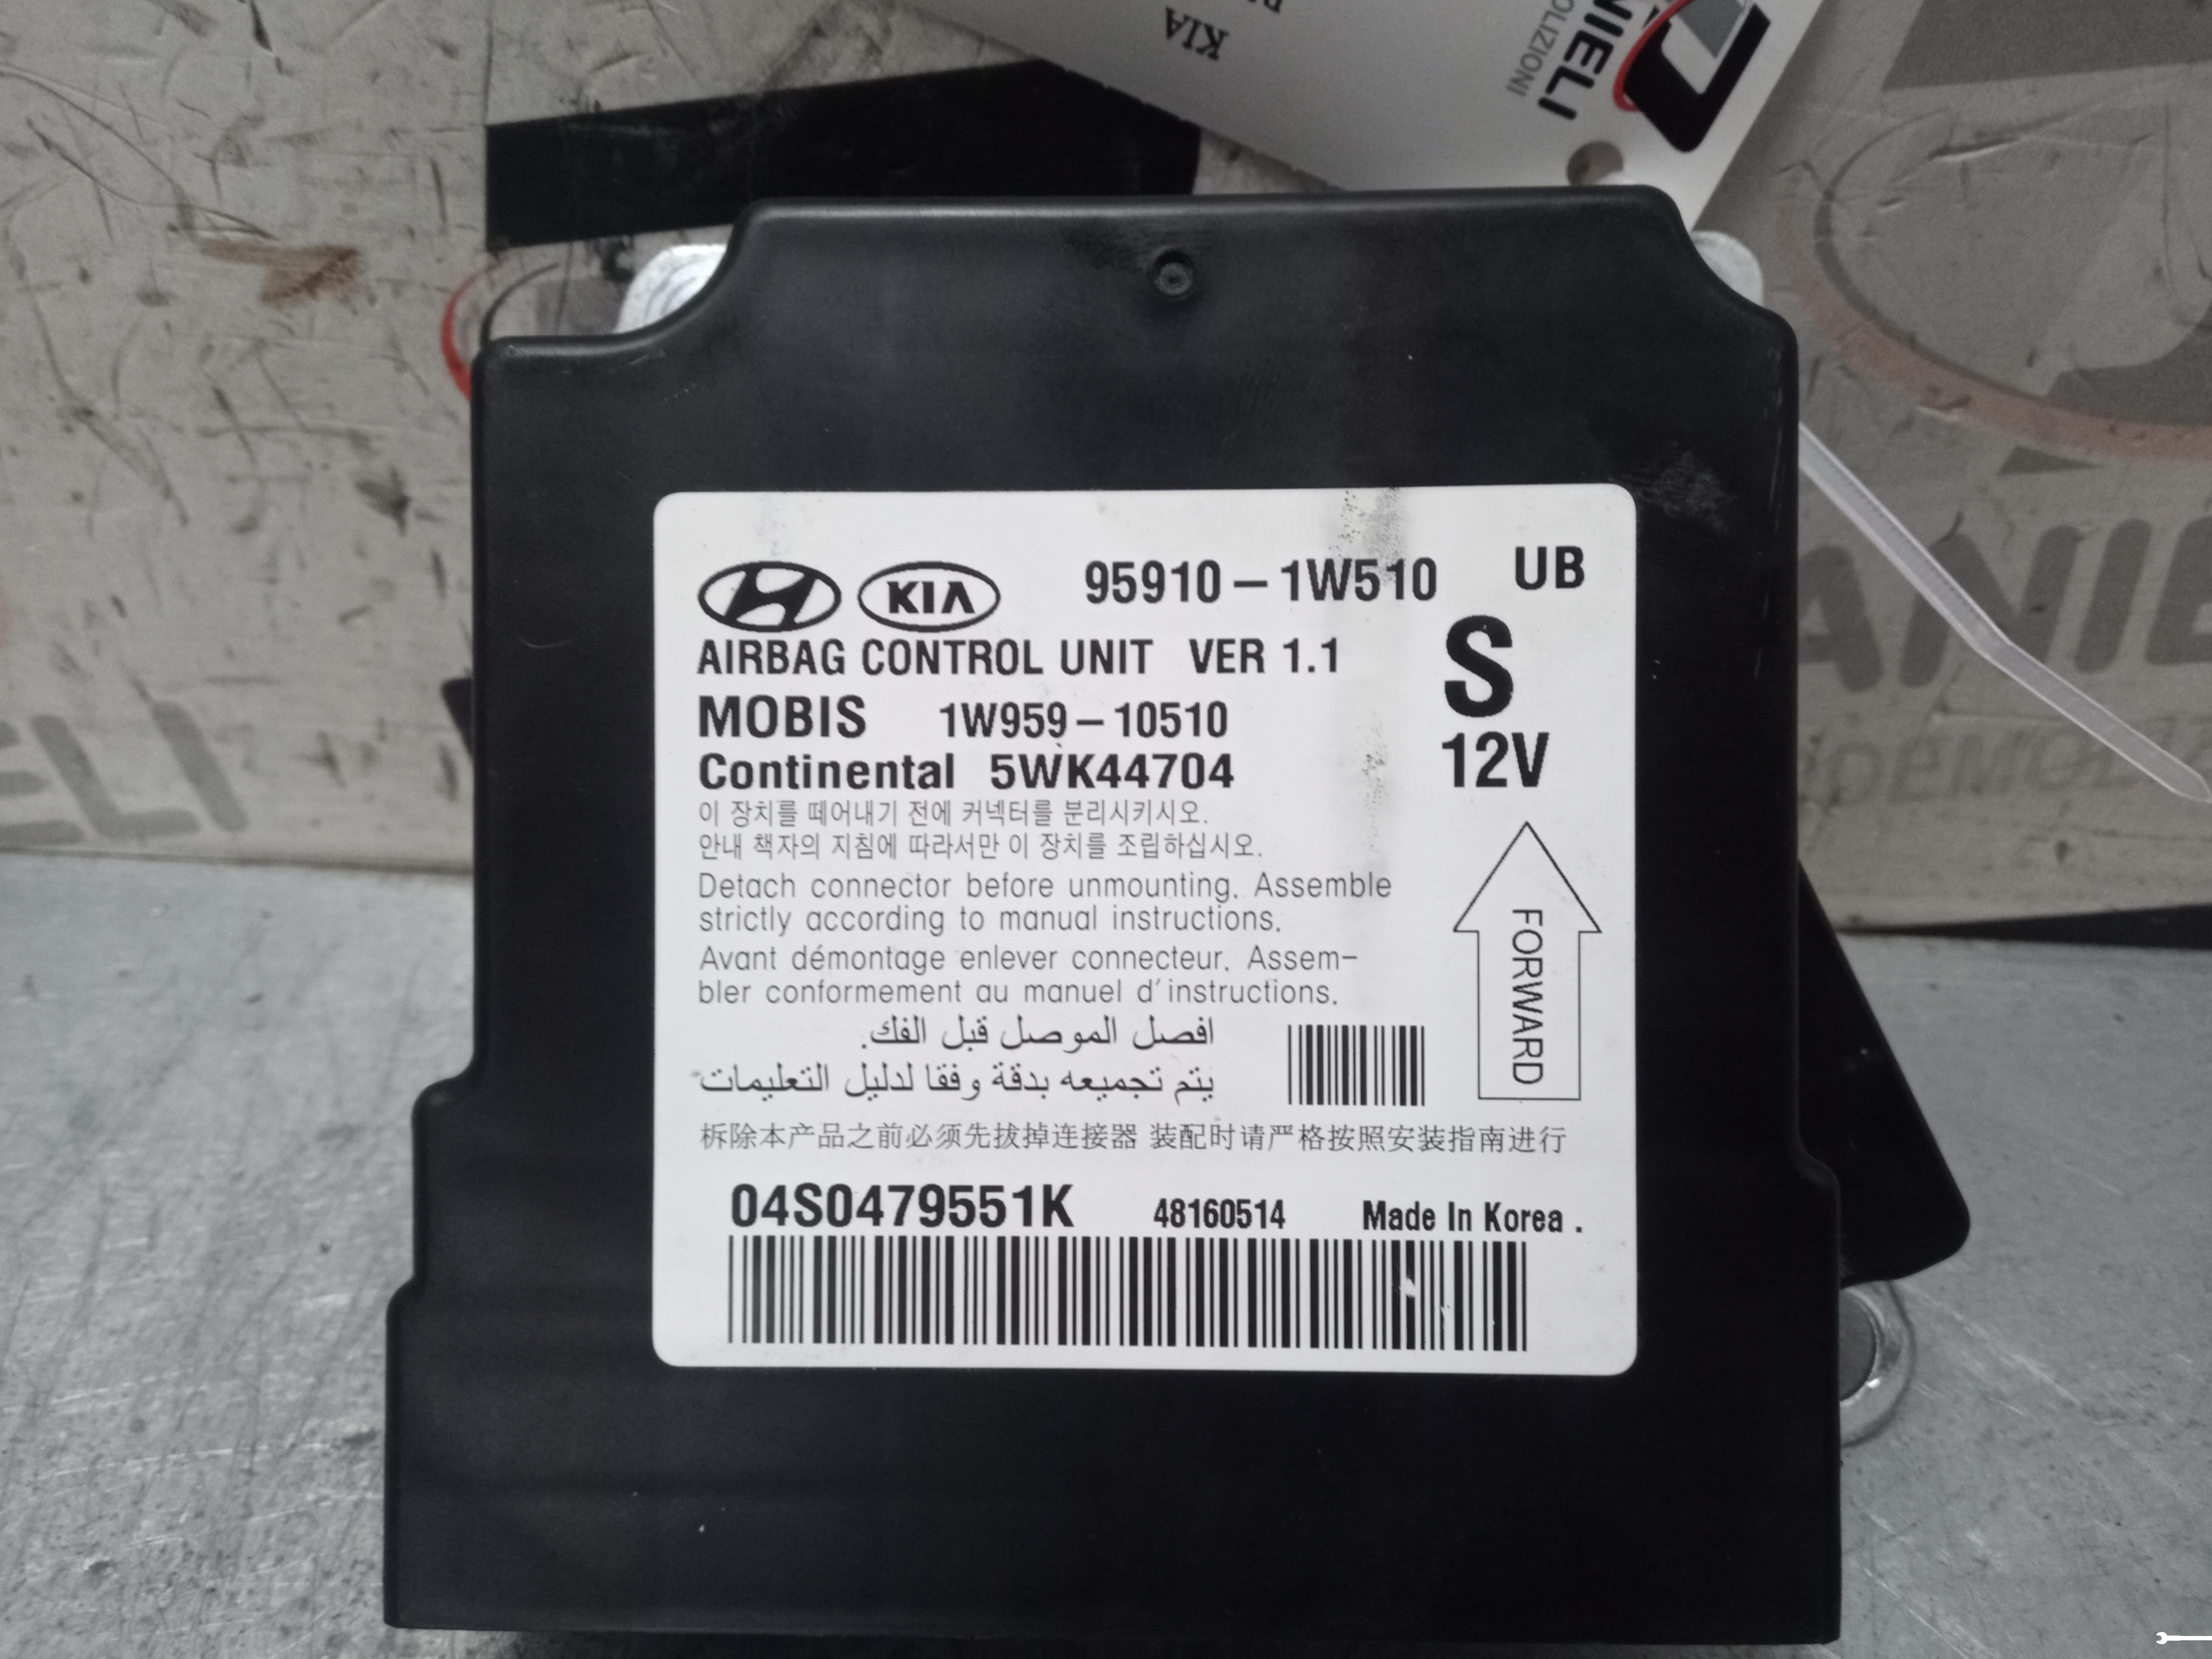 KIA
NIELI
OLIZIONI
KIA
95910-1W510
UB
AIRBAG CONTROL UNIT VER 1.1
S
MOBIS 1W959-10510
Continental 5WK44704
12V
이 장치를 떼어내기 전에 커넥터를 분리시키시오.
안내 책자의 지침에 따라서만 이 장치를 조립하십시오.
Detach connector before unmounting. Assemble
strictly according to manual instructions.
Avant démontage enlever connecteur. Assem-
bler conformement au manuel d'instructions.
افصل الموصل قبل الفك.
يتم تجميعه بدقة وفقا لدليل التعليمات
FORWARD
拆除本产品之前必须先拔掉连接器 装配时请严格按照安装指南进行
04S0479551K 48160514 Made In Korea .
ELI
ANIE